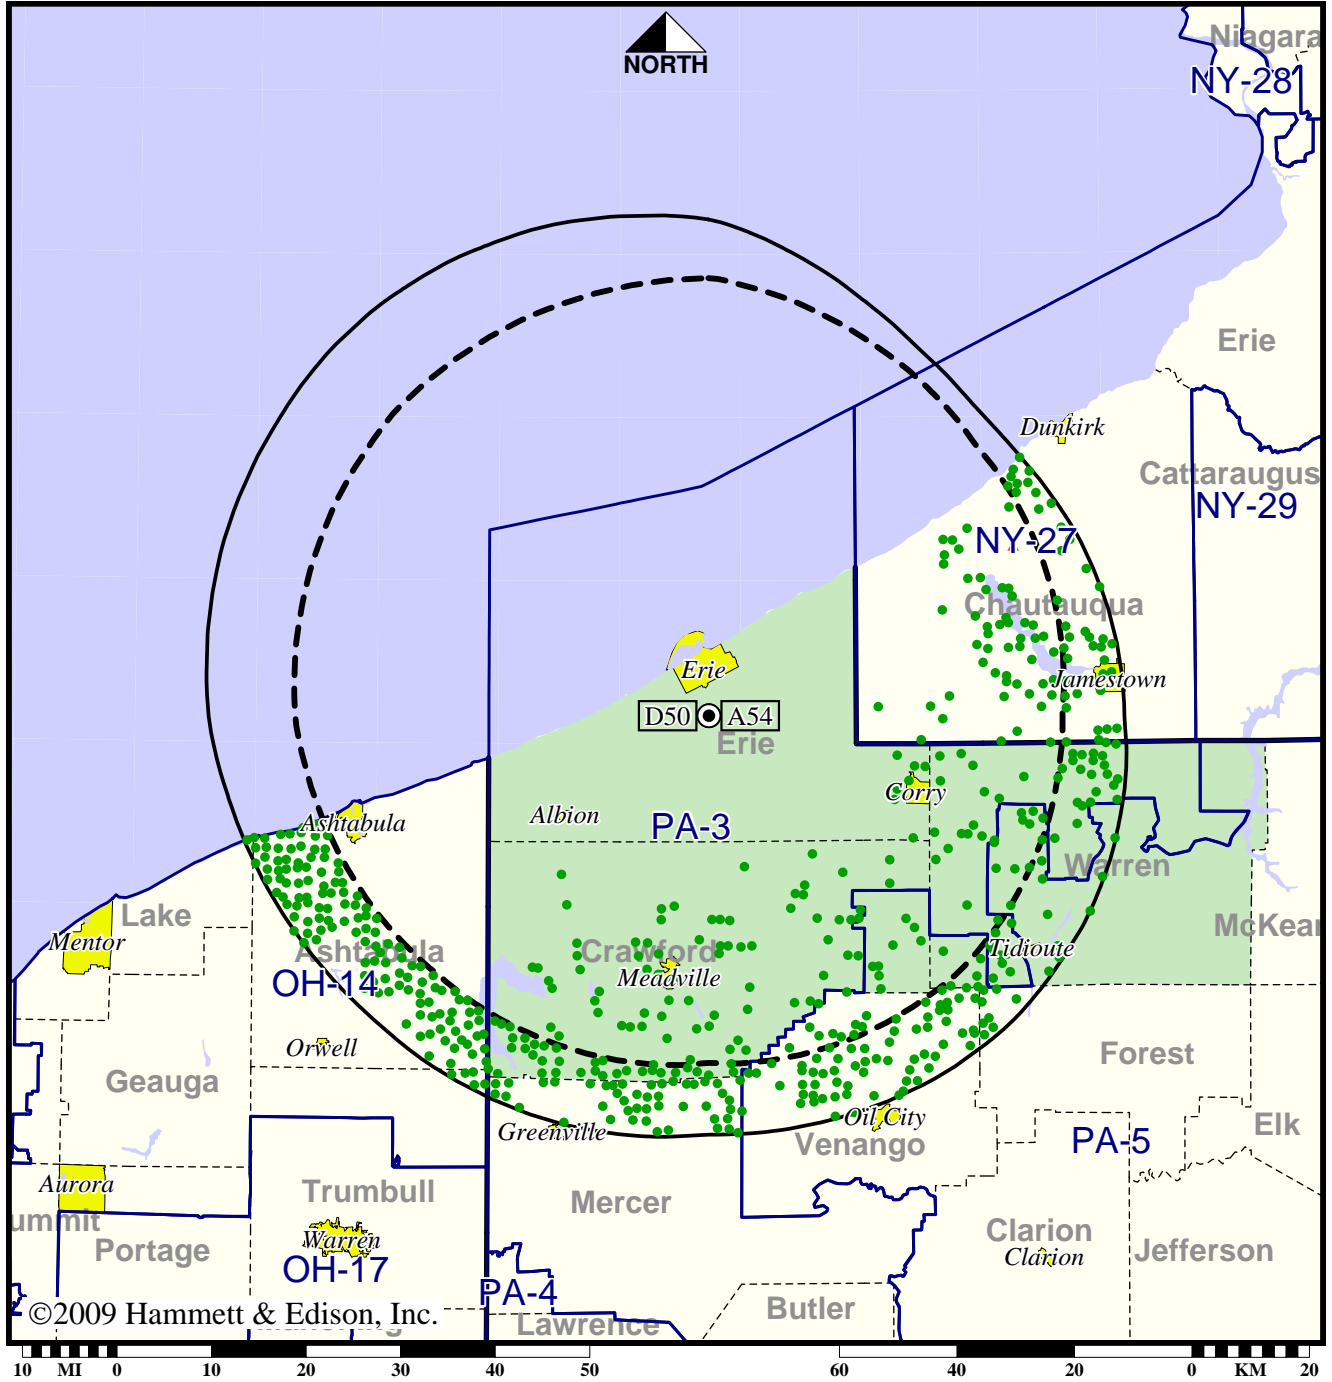 Niagara
NORTH
NY-28
Erie
Dunkirk
Cattaraugus
NY-29
NY-27
Chautauqua
Erie
Jamestown
D50
A54
Erie
Corry
Albion
PA-3
Ashtabula
Warren
Lake
Mentor
Ashtabula
Crawford
Tidioute
McKean
OH-14
Meadville
Orwell
Geauga
Forest
Greenville
Oil City
Venango
PA-5
Elk
Aurora
Trumbull
Mercer
ummit
Warren
Portage
Clarion
Clarion
Jefferson
OH-17
PA-4
©2009 Hammett & Edison, Inc.
Butler
Lawrence
10 MI 0 10 20 30 40 50 60 40 20 0 KM 20